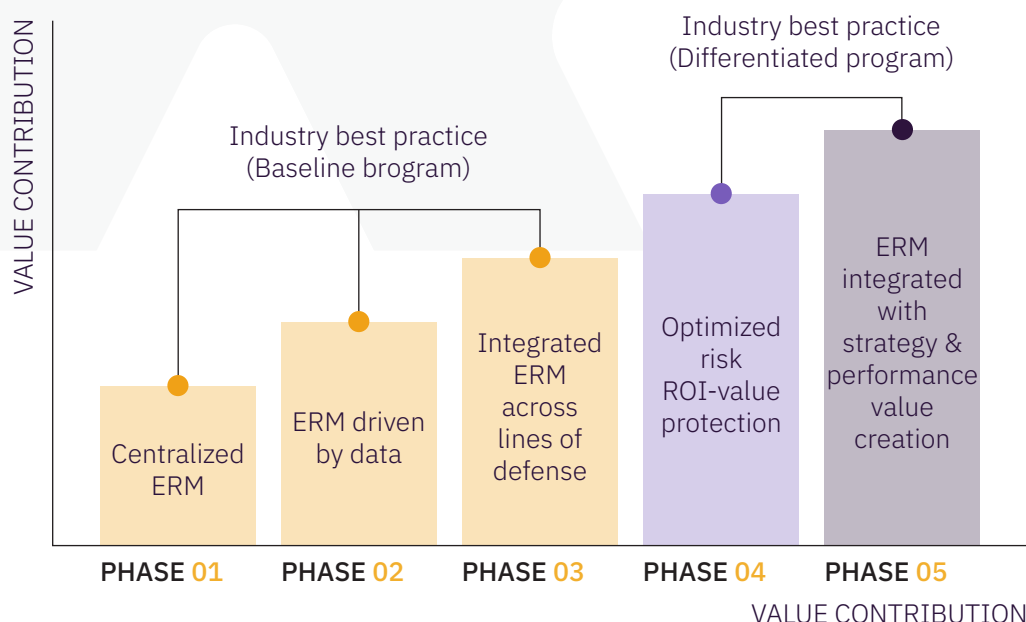 VALUE CONTRIBUTION
Industry best practice
(Baseline brogram)
Industry best practice
(Differentiated program)
Centralized
ERM
ERM driven
by data
Integrated
ERM
across
lines of
defense
Optimized
risk
ROI-value
protection
ERM
integrated
with
strategy &
performance
value
creation
PHASE 01
PHASE 02
PHASE 03
PHASE 04
PHASE 05
VALUE CONTRIBUTION